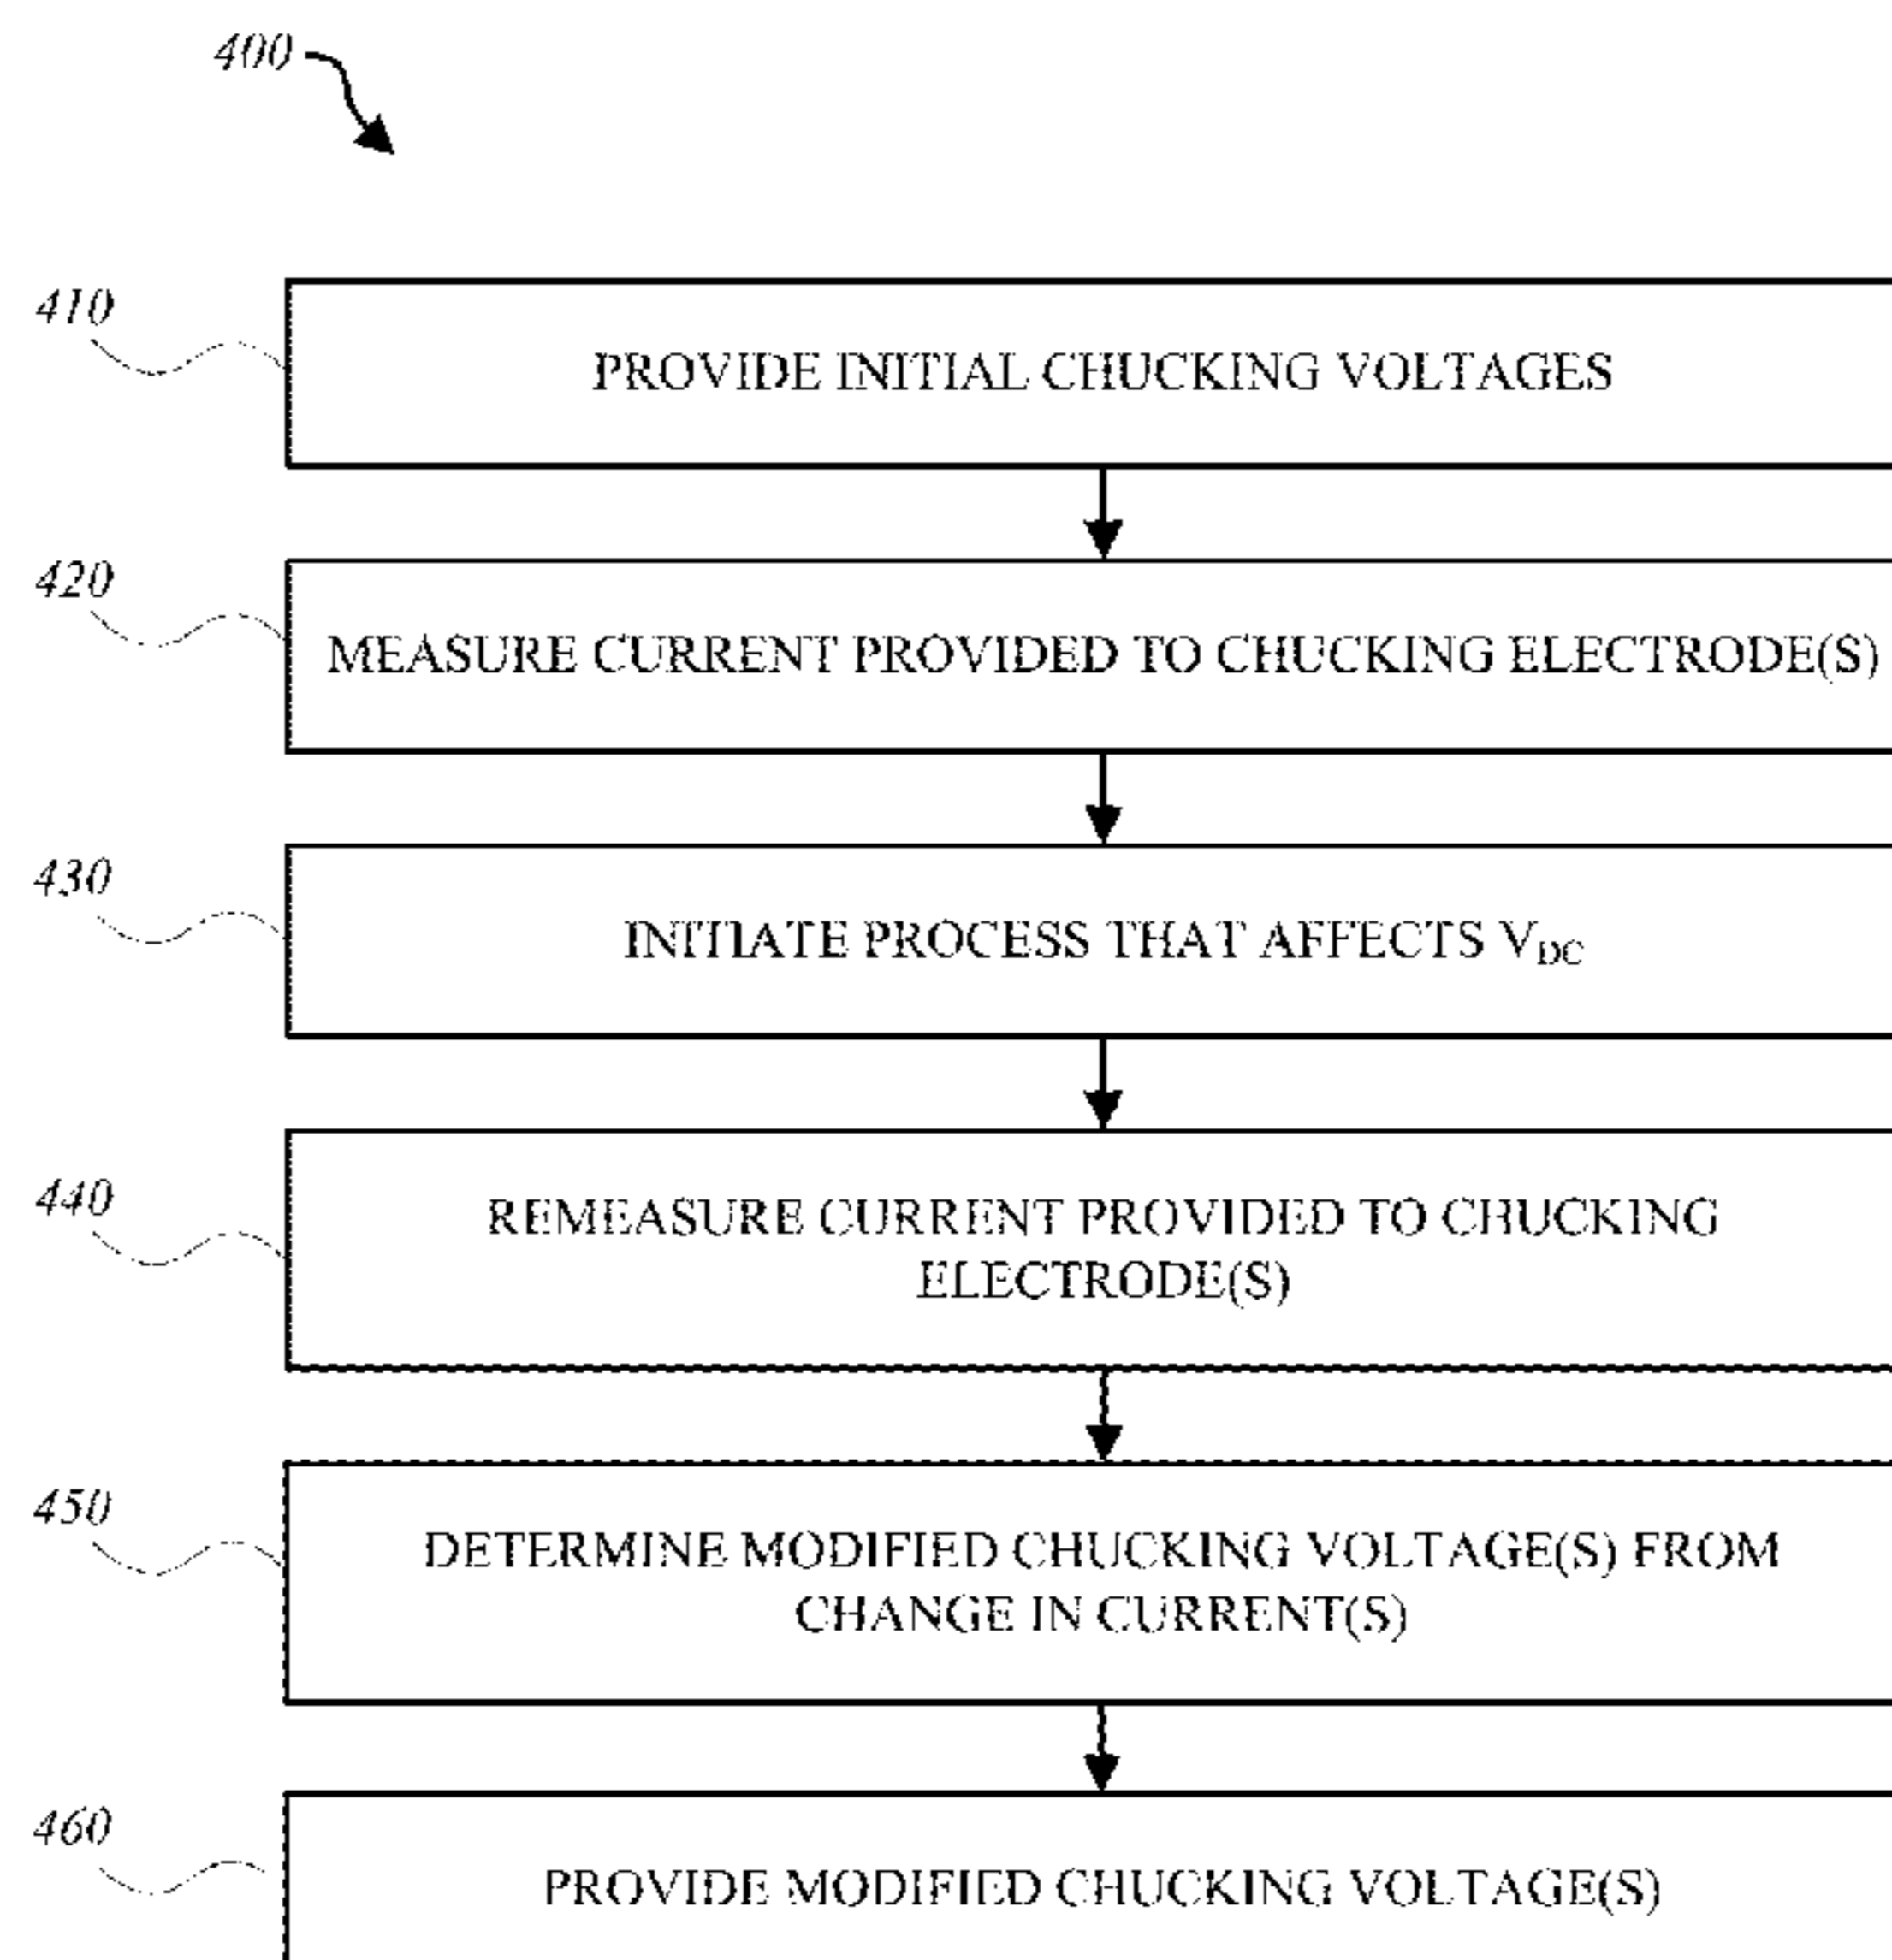 400
410
PROVIDE INITIAL CHUCKING VOLTAGES
420
MEASURE CURRENT PROVIDED TO CHUCKING ELECTRODE(S)
430
INITIATE PROCESS THAT AFFECTS VDC
440
REMEASURE CURRENT PROVIDED TO CHUCKING
ELECTRODE(S)
450
DETERMINE MODIFIED CHUCKING VOLTAGE(S) FROM
CHANGE IN CURRENT(S)
460
PROVIDE MODIFIED CHUCKING VOLTAGE(S)